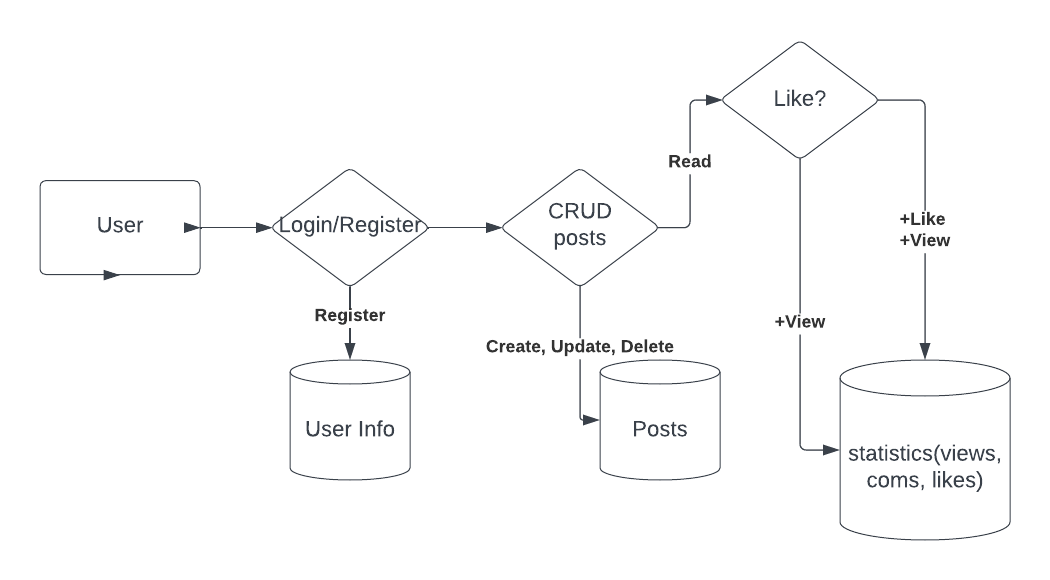 Like?
Read
CRUD
posts
User
Login/Register
+Like
+View
Register
+View
Create, Update, Delete
User Info
Posts
statistics(views,
coms, likes)